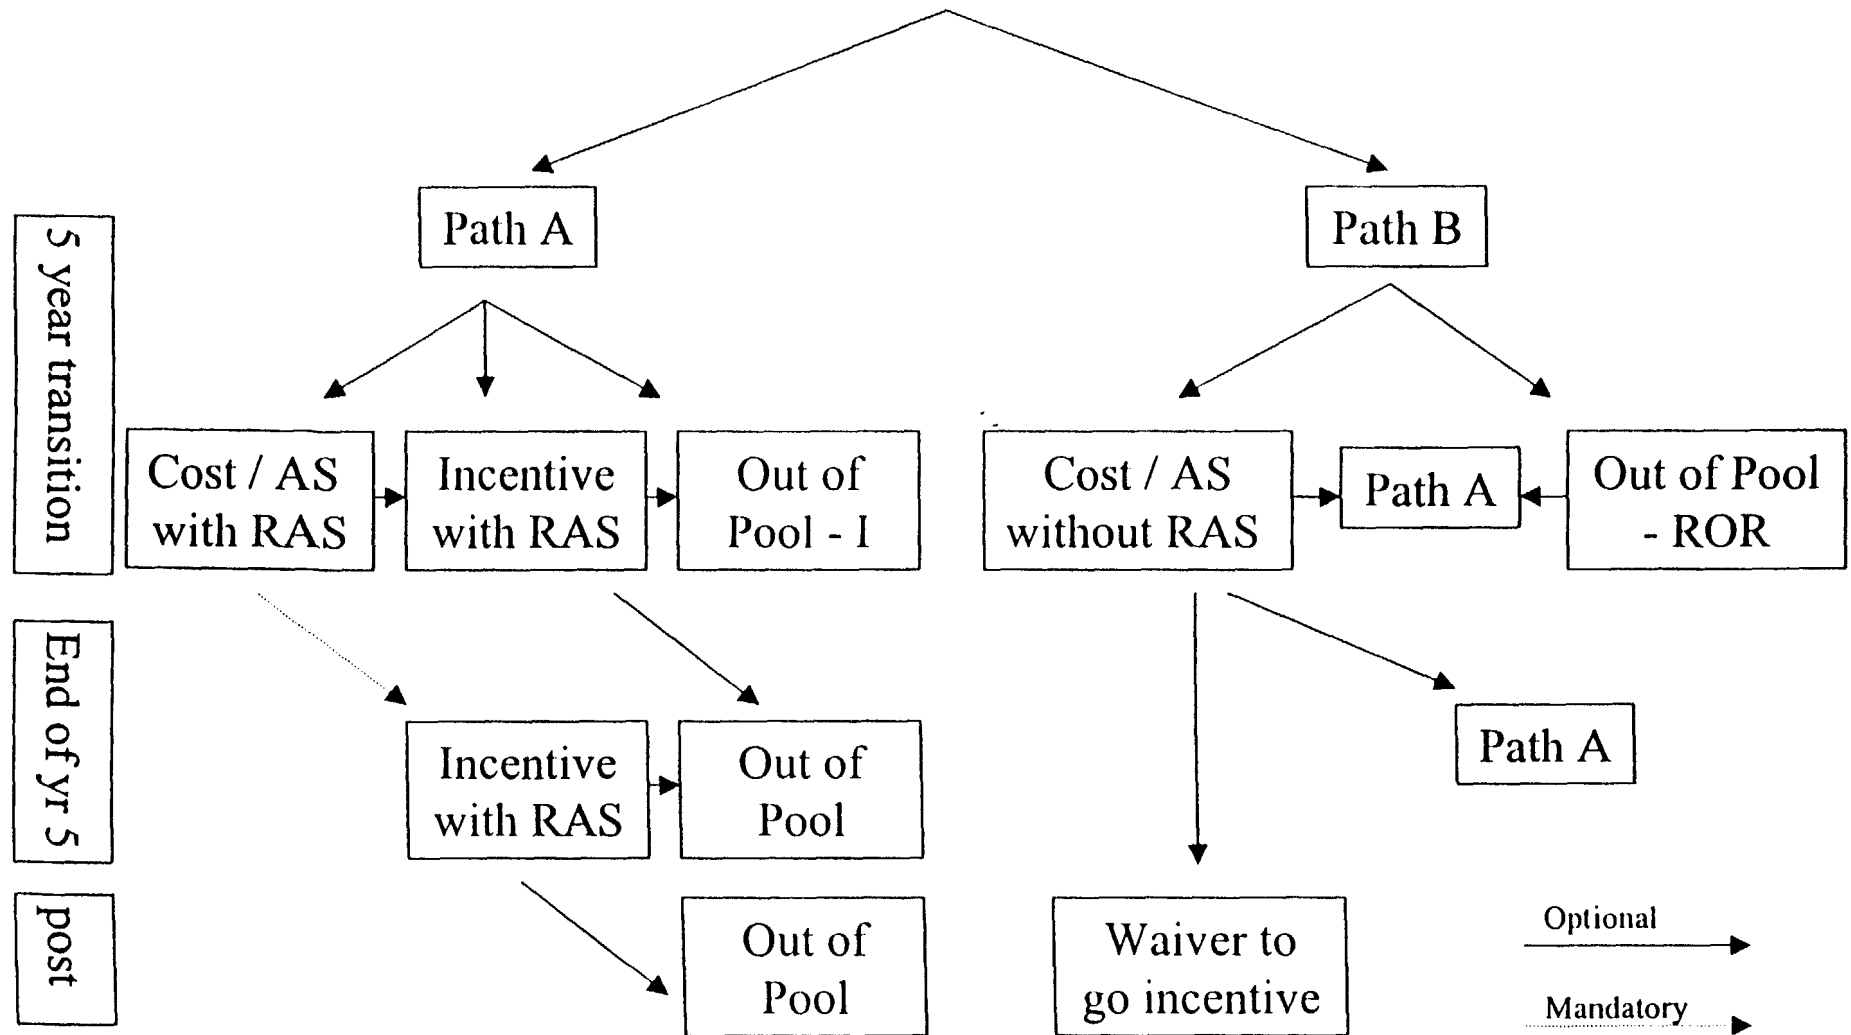 Path A
Path B
5 year transition
Cost / AS
with RAS
Incentive
with RAS
Out of
Pool - I
Cost / AS
without RAS
Path A
Out of Pool
- ROR
End of yr 5
Incentive
with RAS
Out of
Pool
Path A
post
Out of
Pool
Waiver to
go incentive
Optional
Mandatory